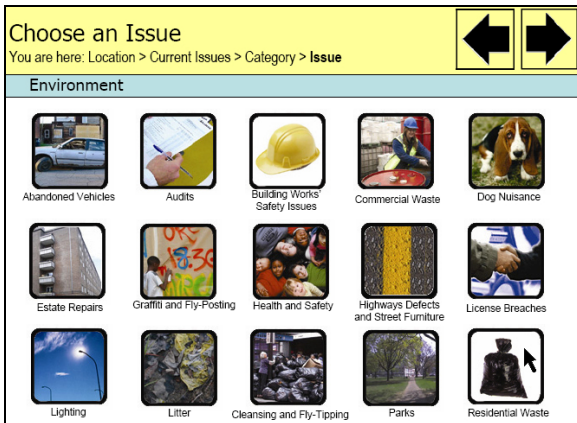 Choose an Issue
You are here: Location > Current Issues > Category > Issue
Environment
Abandoned Vehicles
Audits
Building Works'
Safety Issues
Commercial Waste
Dog Nuisance
Estate Repairs
Graffiti and Fly-Posting
Health and Safety
Highways Defects
and Street Furniture
License Breaches
Lighting
Litter
Cleansing and Fly-Tipping
Parks
Residential Waste